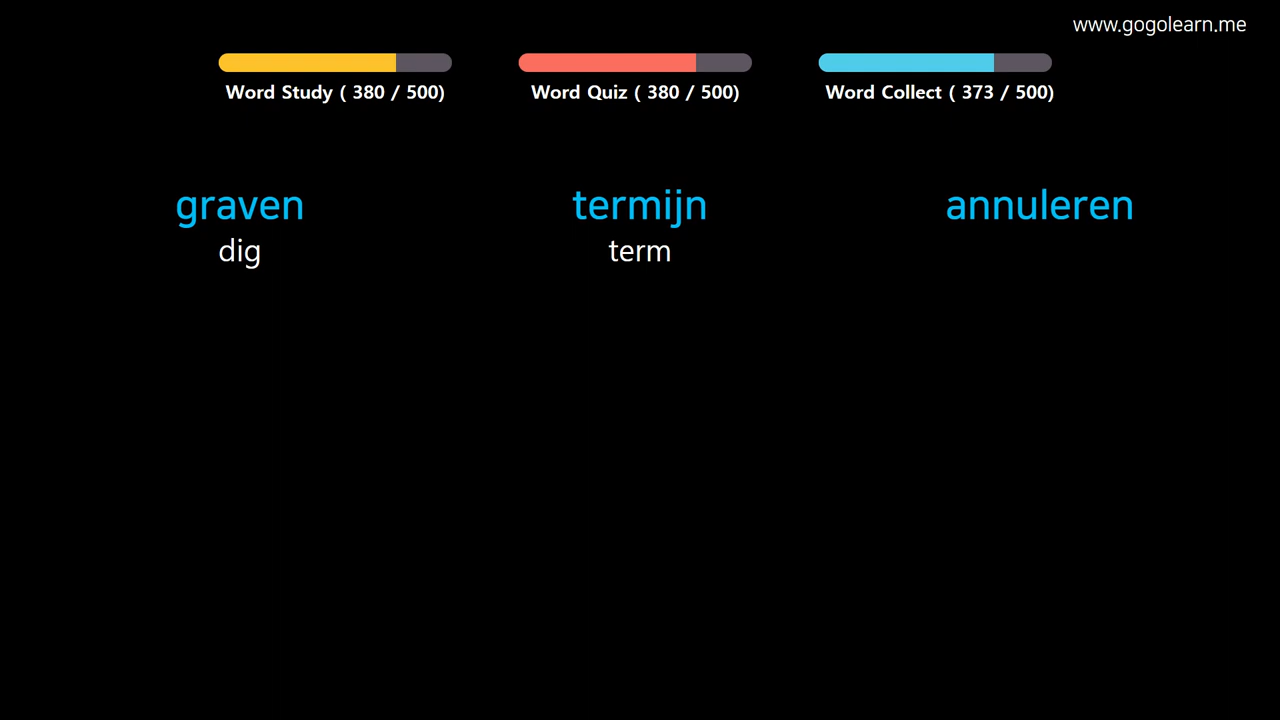 www.gogolearn.me
Word Study ( 380 / 500)
Word Quiz ( 380 / 500)
Word Collect ( 373 / 500)
graven
dig
termijn
term
annuleren